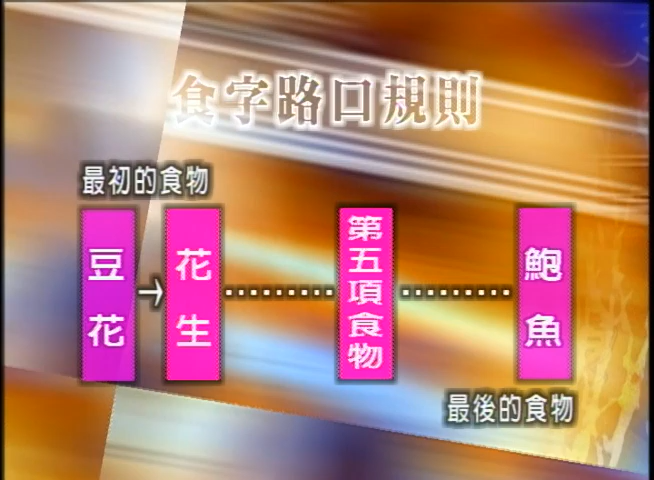 食字路口規則
最初的食物
豆花
→
花生
第五項食物
鮑魚
最後的食物